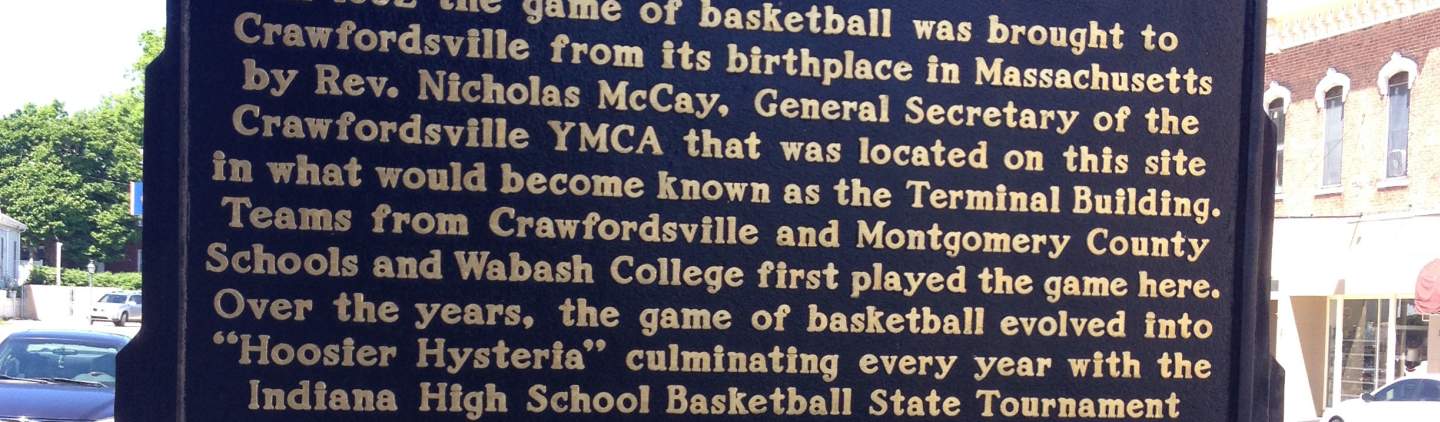 the game of basketball was brought to
Crawfordsville from its birthplace in Massachusetts
by Rev. Nicholas McCay, General Secretary of the
Crawfordsville YMCA that was located on this site
in what would become known as the Terminal Building.
Teams from Crawfordsville and Montgomery County
Schools and Wabash College first played the game here.
Over the years, the game of basketball evolved into
“Hoosier Hysteria” culminating every year with the
Indiana High School Basketball State Tournament